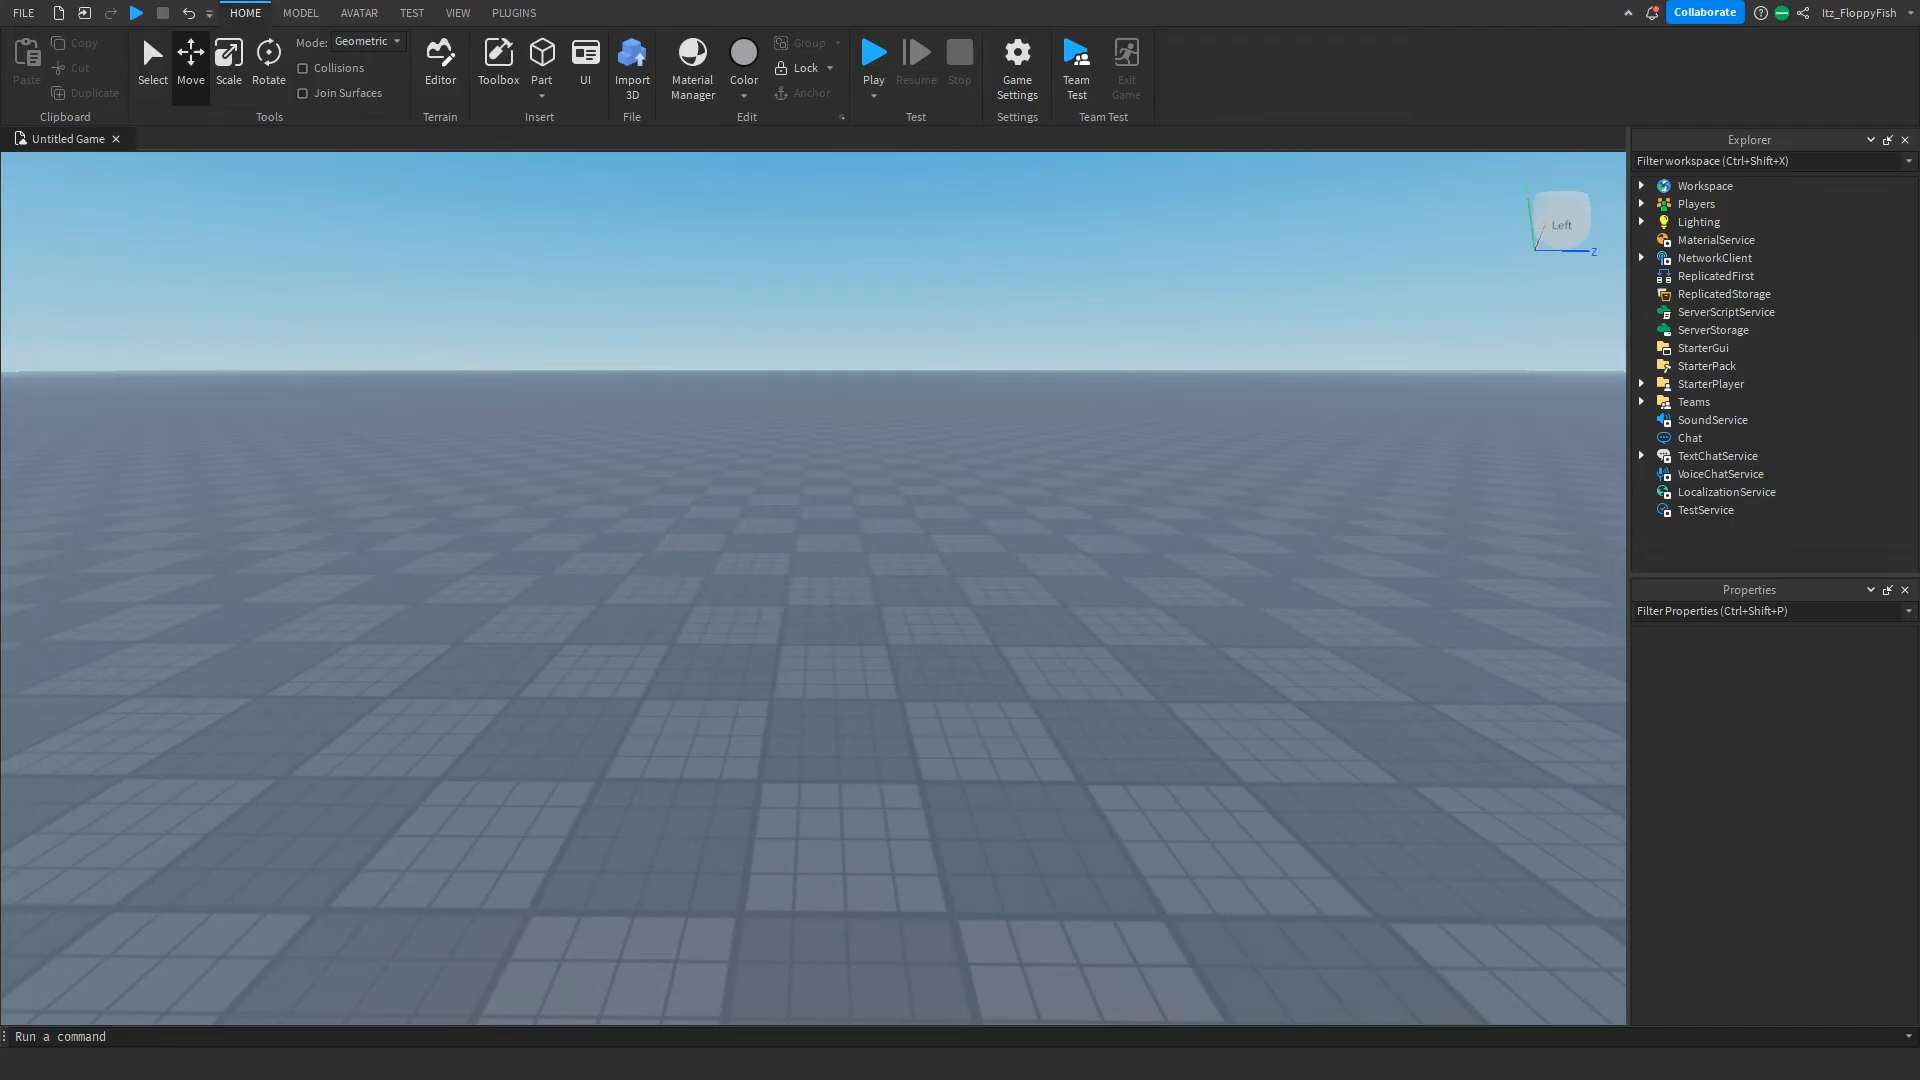 FILE HOME MODEL AVATAR TEST VIEW PLUGINS Collaborate Itz_FloppyFish
Paste Copy Cut Duplicate
Clipboard
Select Move Scale Rotate Mode: Geometric
Collisions
Join Surfaces
Tools
Editor
Terrain
Toolbox Part UI
Insert
Import
3D
File
Material
Manager
Color Group
Lock
Anchor
Edit
Play Resume Stop
Test
Game
Settings
Settings
Team
Test
Exit
Game
Team Test
Untitled Game
Left
Z
Explorer
Filter workspace (Ctrl+Shift+X)
Workspace
Players
Lighting
MaterialService
NetworkClient
ReplicatedFirst
ReplicatedStorage
ServerScriptService
ServerStorage
StarterGui
StarterPack
StarterPlayer
Teams
SoundService
Chat
TextChatService
VoiceChatService
LocalizationService
TestService
Properties
Filter Properties (Ctrl+Shift+P)
Run a command